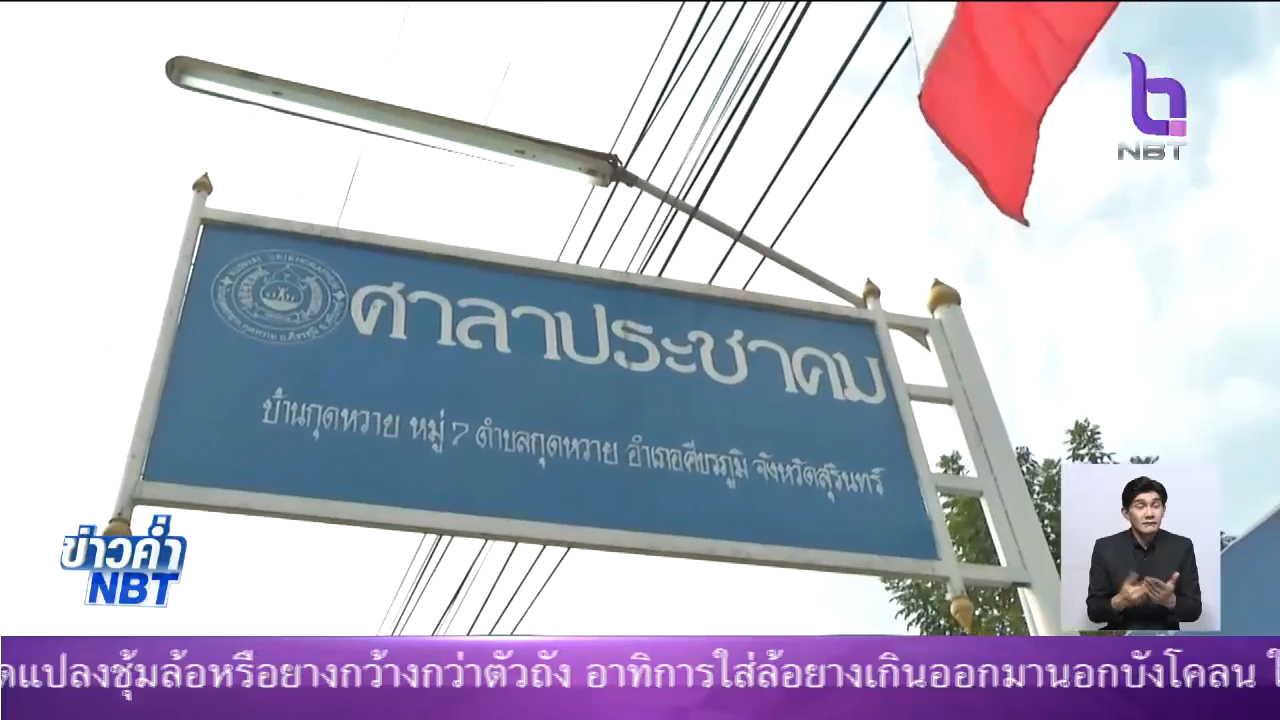 NBT
ศาลาประชาคม
บ้านกุดหวาย หมู่ 7 ตำบลกุดหวาย อำเภอศีขรภูมิ จังหวัดสุรินทร์
ข่าวค่ำ
NBT
ดแปลงซุ้มล้อหรือยางกว้างกว่าตัวถัง อาทิการใส่ล้อยางเกินออกมานอกบังโคลน ใ